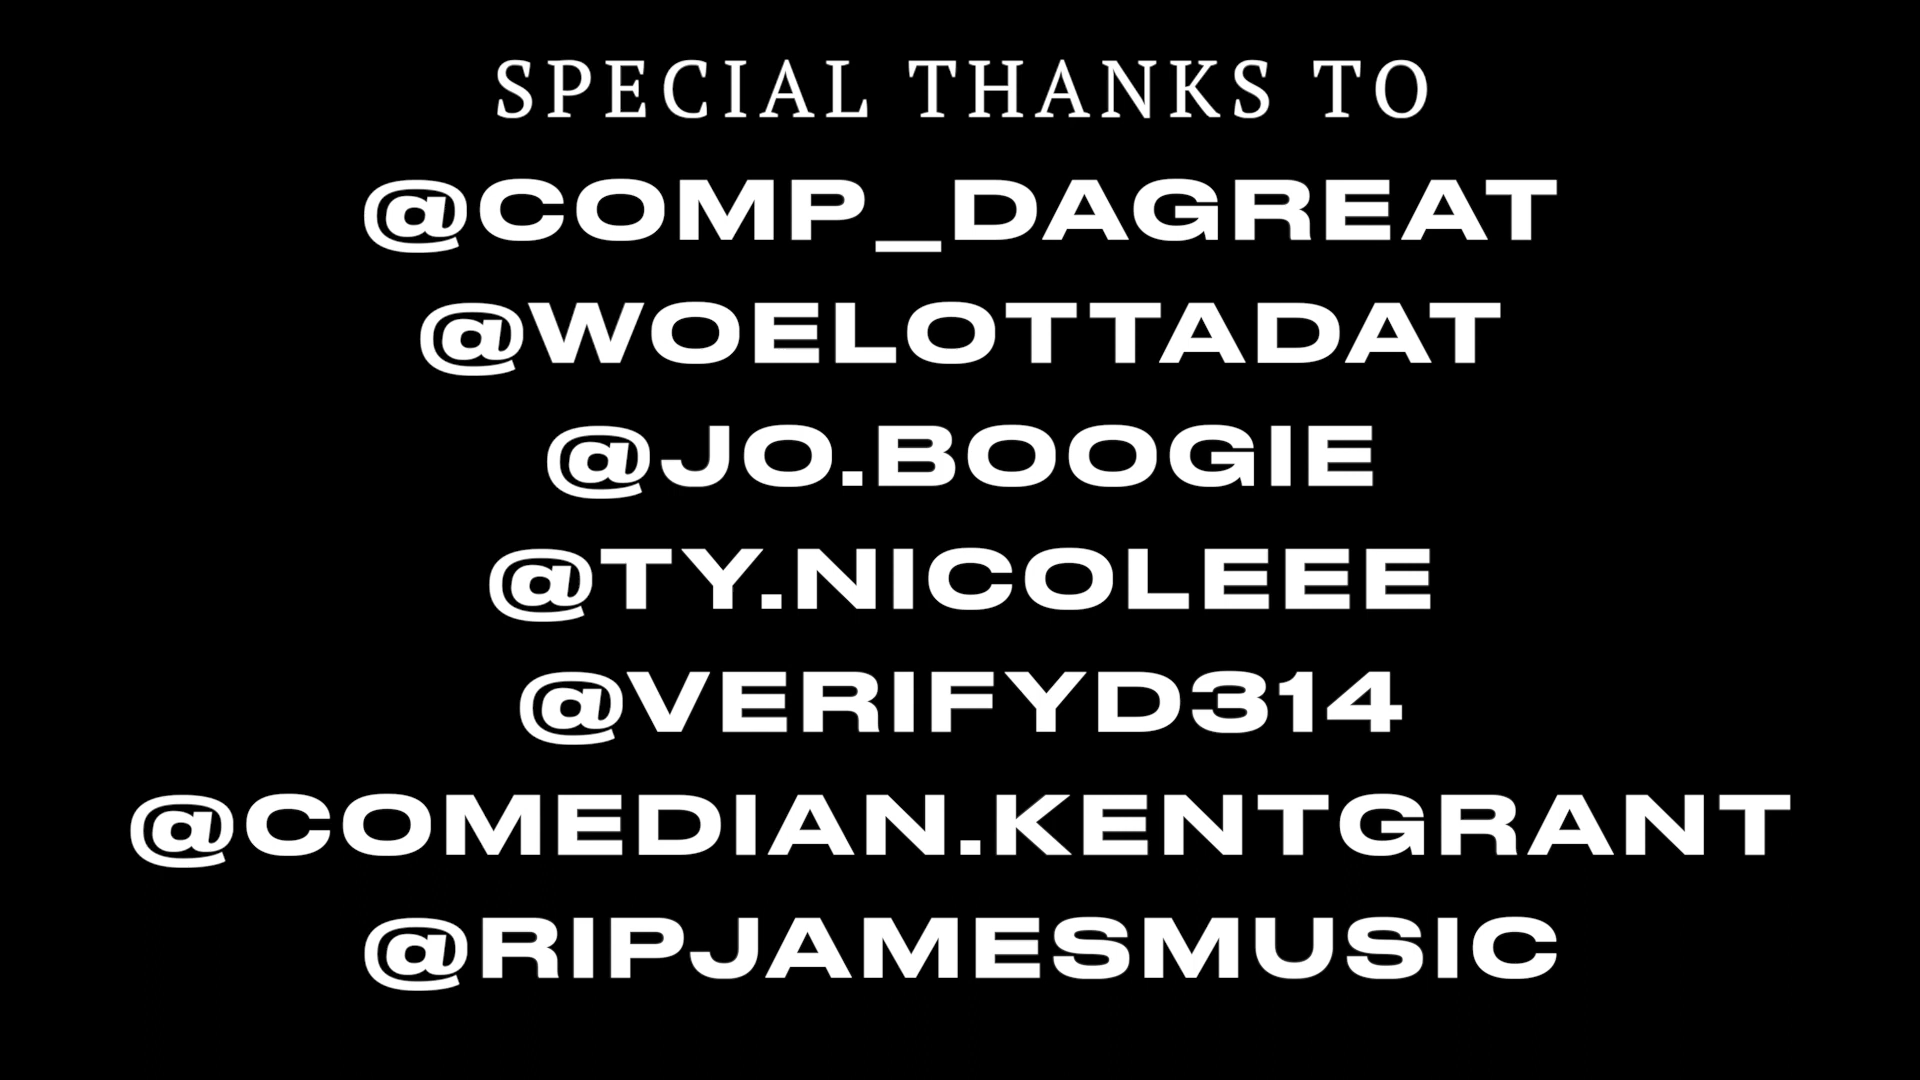 SPECIAL THANKS TO
@COMP_DAGREAT
@WOELOTTADAT
@JO.BOOGIE
@TY.NICOLEEE
@VERIFYD314
@COMEDIAN.KENTGRANT
@RIPJAMESMUSIC